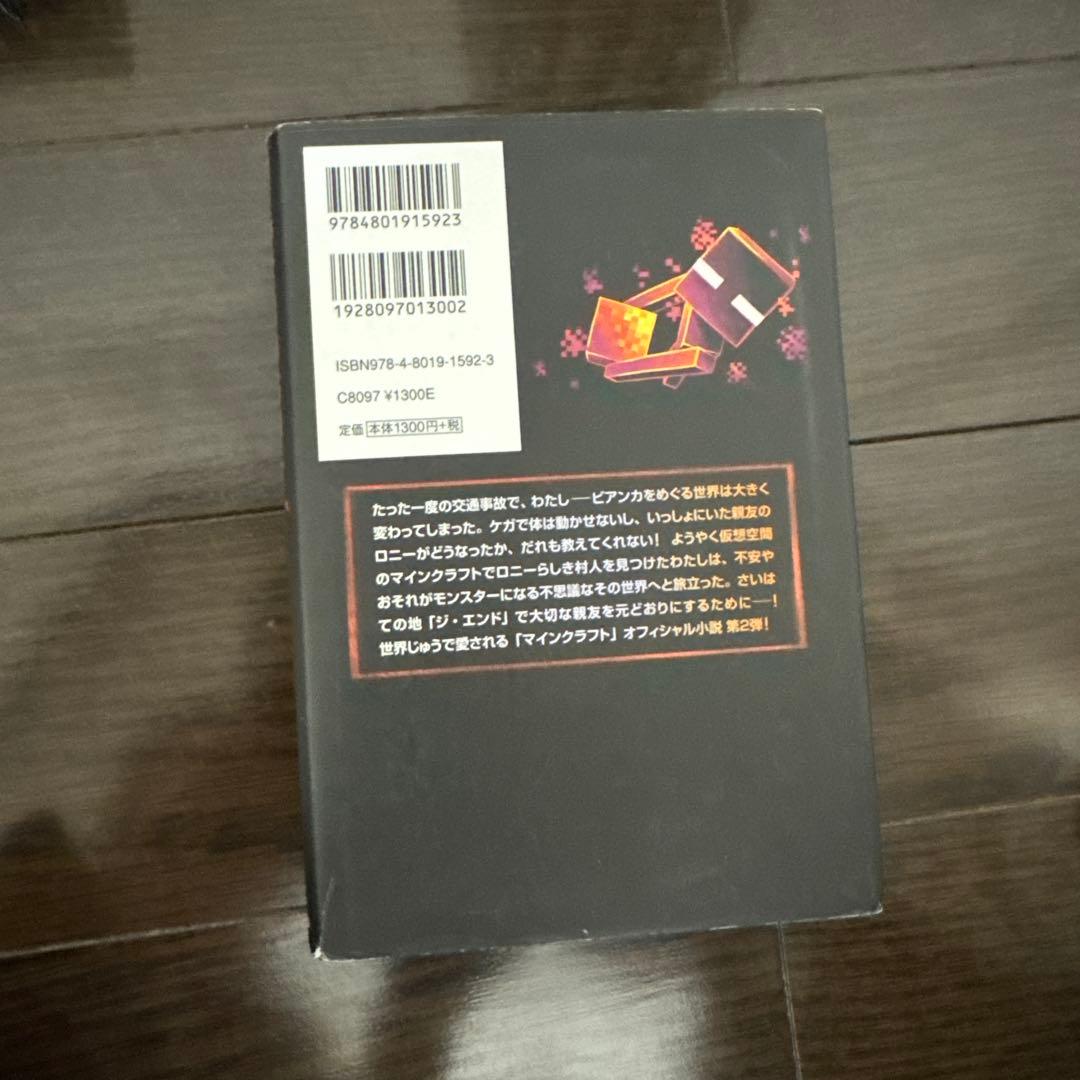 9784801915923
1928097013002
ISBN978-4-8019-1592-3
C8097 ¥1300E
定価 本体1300円+税
たった一度の交通事故で、わたし──ビアンカをめぐる世界は大きく
変わってしまった。ケガで体は動かせないし、いっしょにいた親友の
ロニーがどうなったか、だれも教えてくれない! ようやく仮想空間
のマインクラフトでロニーらしき村人を見つけたわたしは、不安や
おそれがモンスターになる不思議なその世界へと旅立った。さいは
ての地「ジ・エンド」で大切な親友を元どおりにするために──!
世界じゅうで愛される「マインクラフト」オフィシャル小説 第2弾!